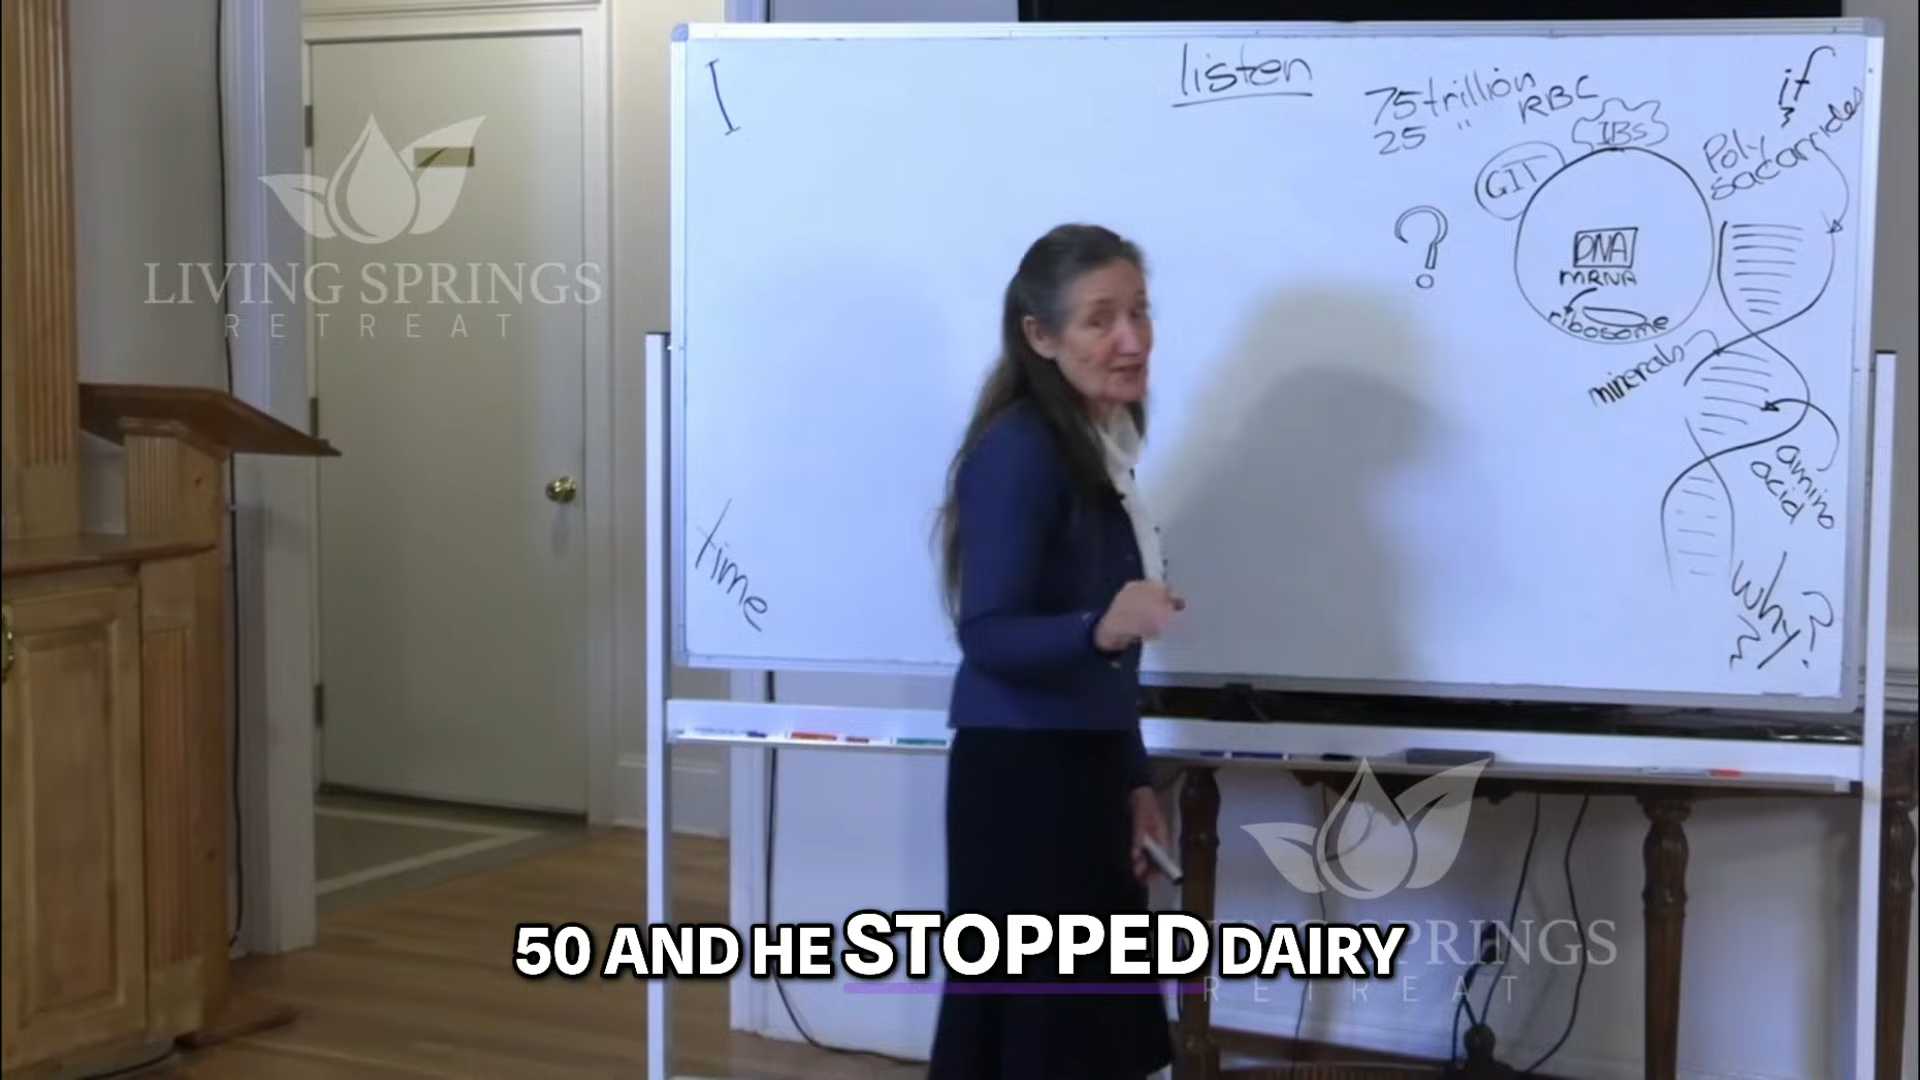 listen
if
75 trillion
RBC
25 "
IBS
GIT
Poly
sacarrides
?
DNA
mRNA
ribosome
minerals
amino
acid
Why?
time
LIVING SPRINGS
RETREAT
50 AND HE STOPPED DAIRY
RETREAT